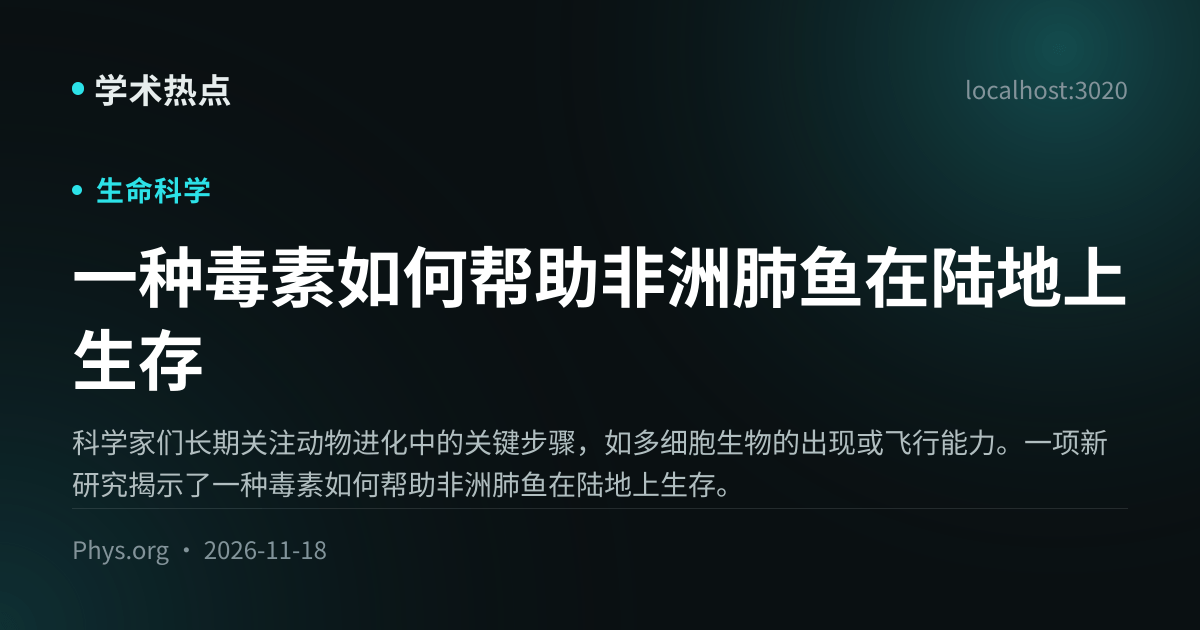 学术热点
localhost:3020
生命科学
一种毒素如何帮助非洲肺鱼在陆地上
生存
科学家们长期关注动物进化中的关键步骤，如多细胞生物的出现或飞行能力。一项新
研究揭示了一种毒素如何帮助非洲肺鱼在陆地上生存。
Phys.org • 2026-11-18